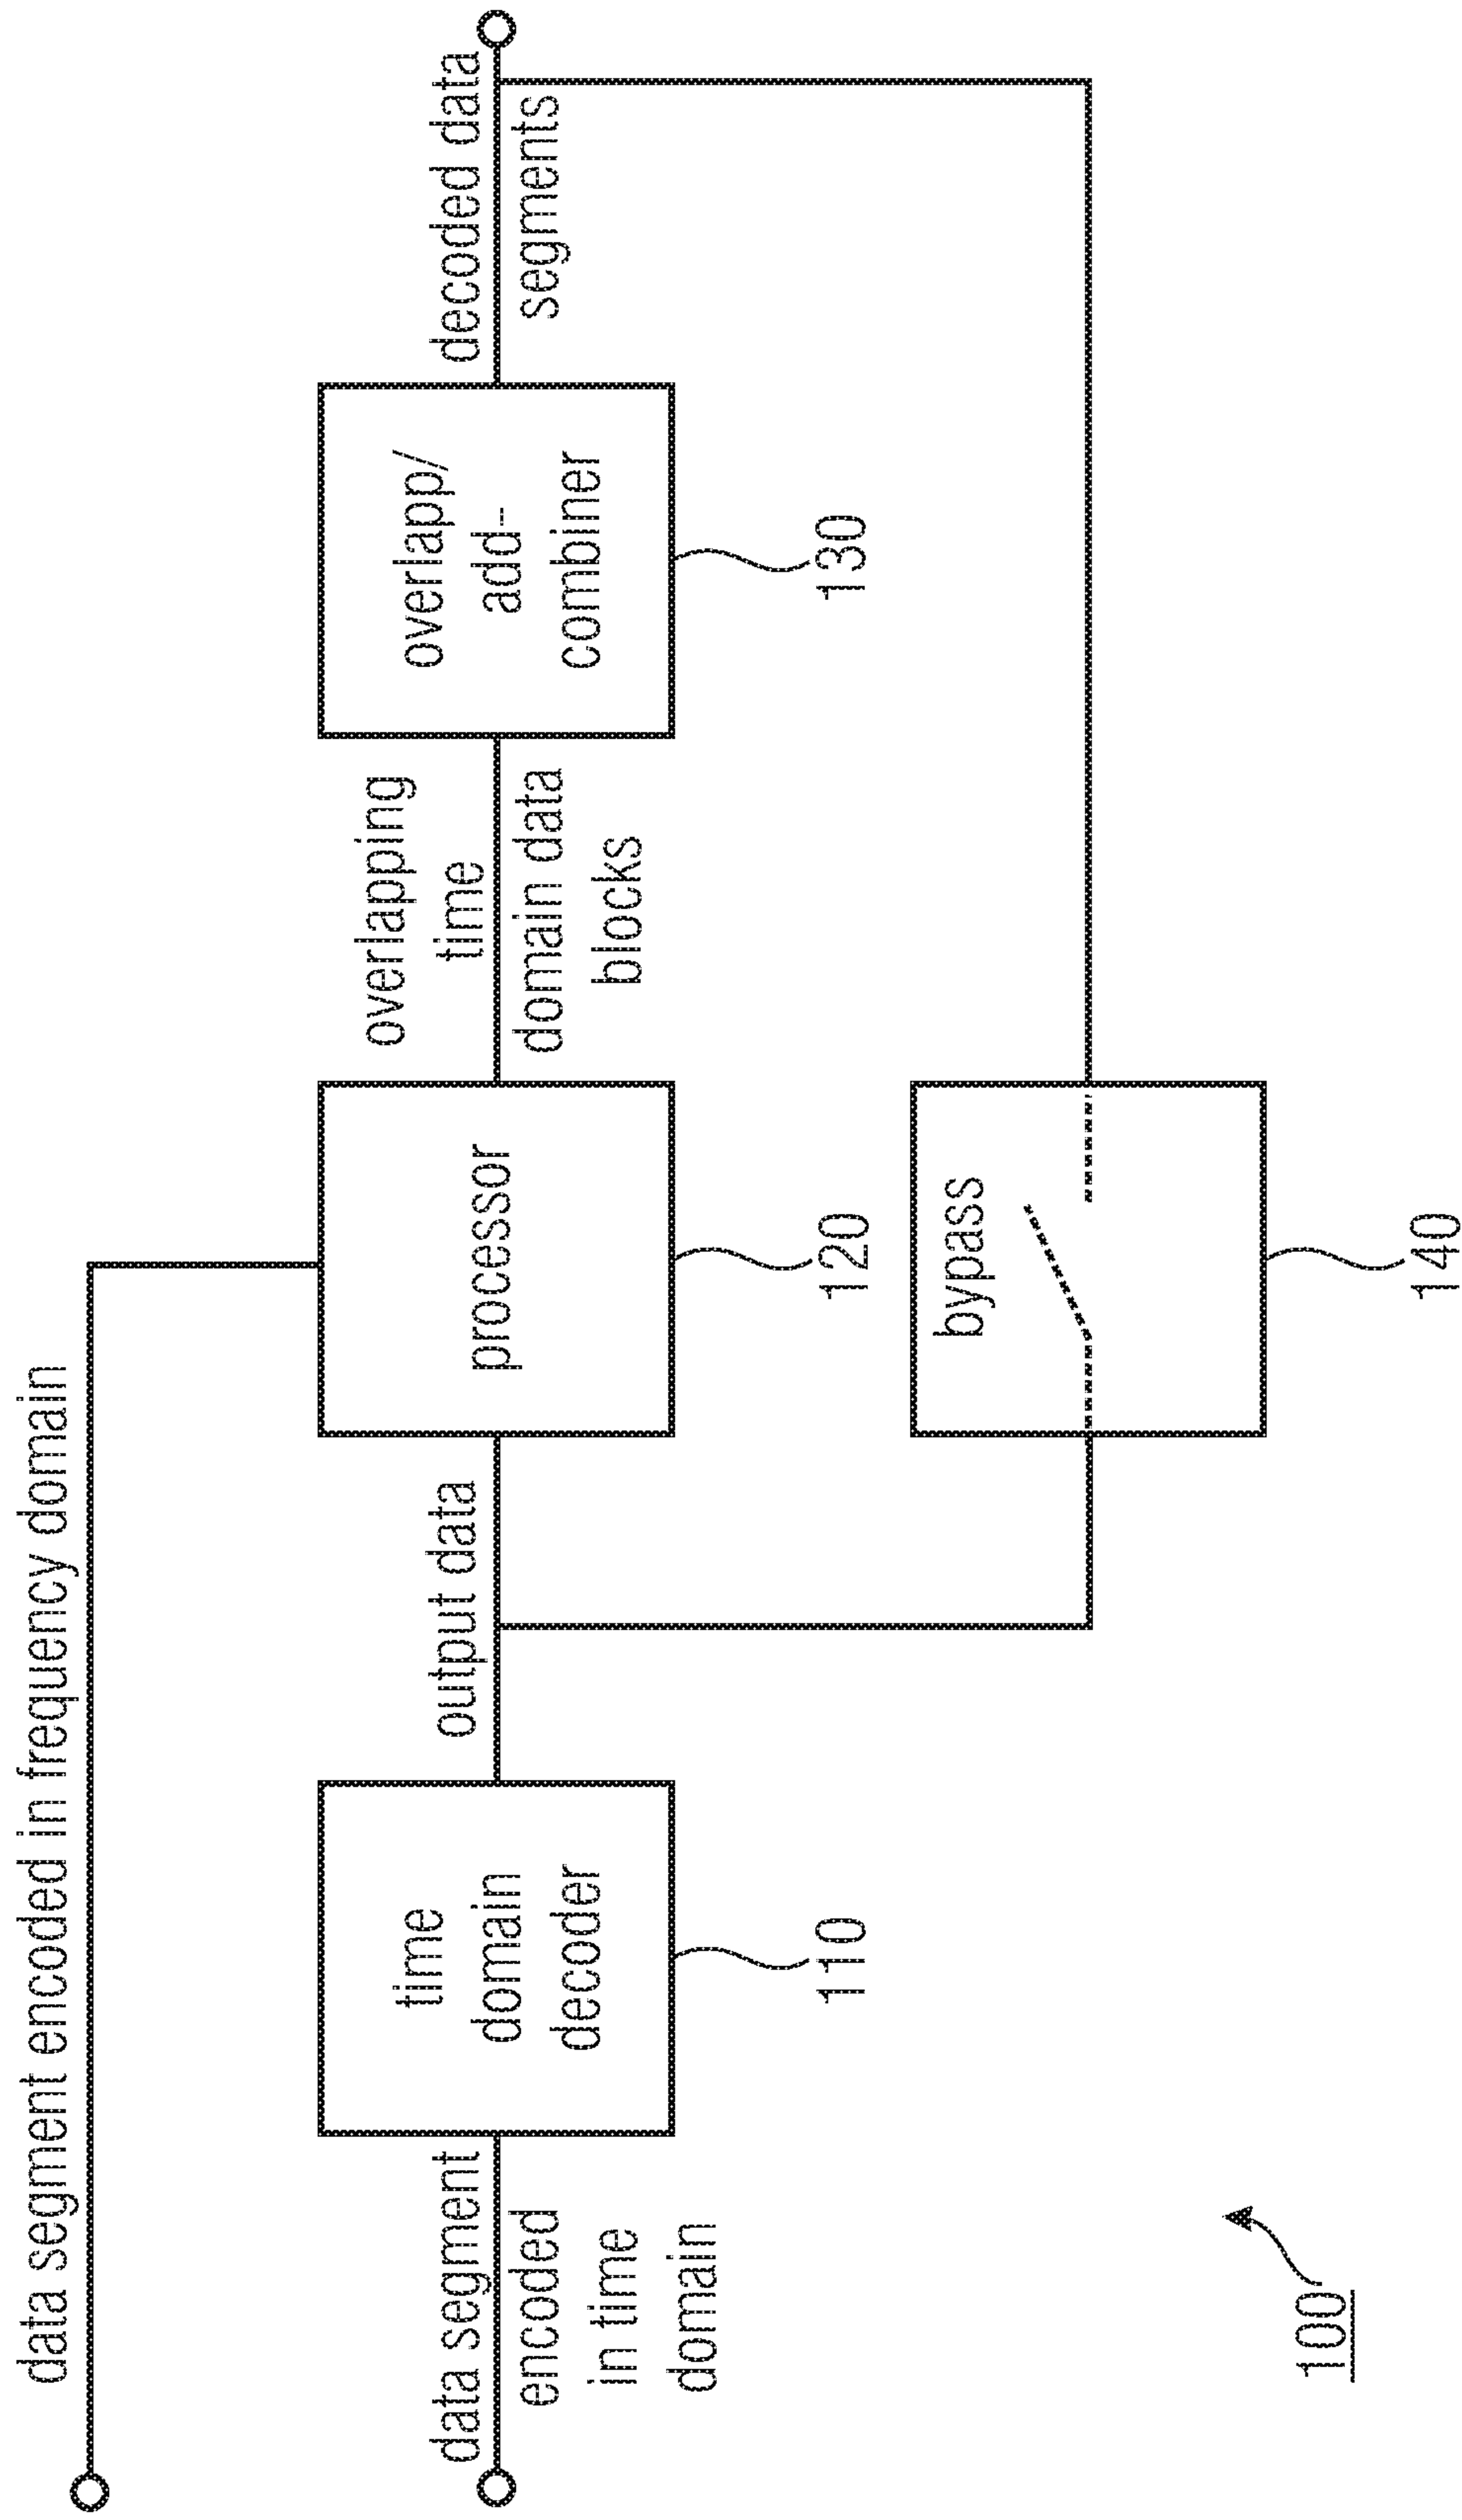 data segment encoded in frequency domain
data segment
encoded
in time
domain
time
domain
decoder
110
output data
processor
120
overlapping
time
domain data
blocks
overlapp/
add-
combiner
130
decoded data
segments
bypass
140
100